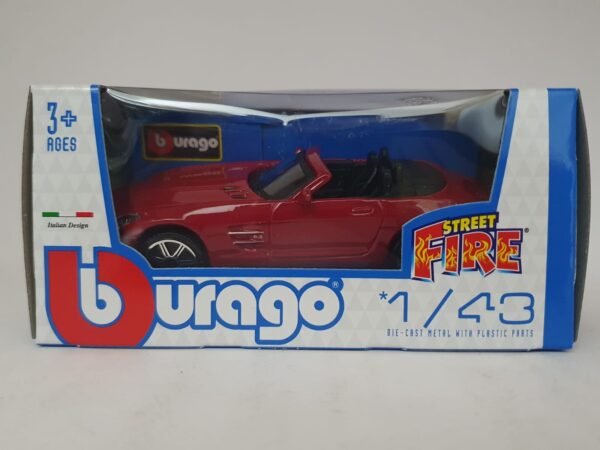 3+
AGES
burago
Italian Design
STREET
FIRE®
burago®
*1/43
DIE-CAST METAL WITH PLASTIC PARTS